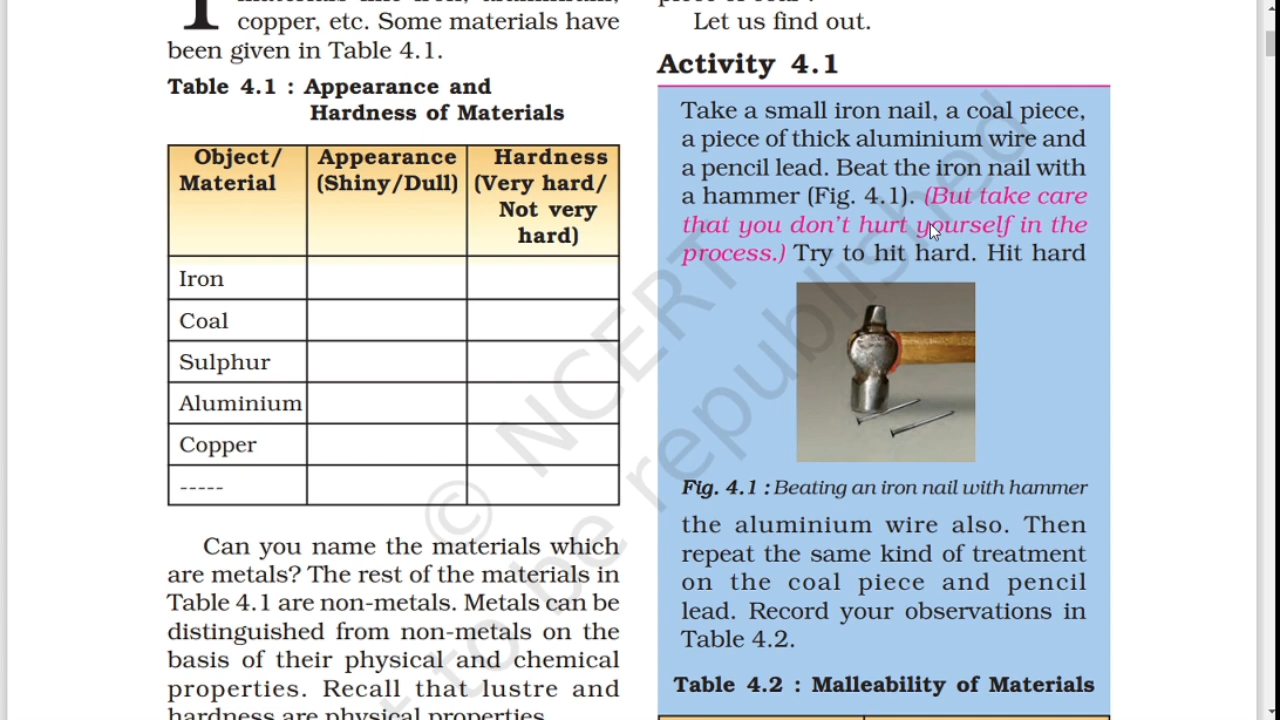 copper, etc. Some materials have
been given in Table 4.1.
Table 4.1 : Appearance and
Hardness of Materials
Object/ Material
Appearance (Shiny/Dull)
Hardness (Very hard/ Not very hard)
Iron
Coal
Sulphur
Aluminium
Copper
-----
Can you name the materials which
are metals? The rest of the materials in
Table 4.1 are non-metals. Metals can be
distinguished from non-metals on the
basis of their physical and chemical
properties. Recall that lustre and
hardness are physical properties.
Let us find out.
Activity 4.1
Take a small iron nail, a coal piece,
a piece of thick aluminium wire and
a pencil lead. Beat the iron nail with
a hammer (Fig. 4.1). (But take care
that you don't hurt yourself in the
process.) Try to hit hard. Hit hard
Fig. 4.1 : Beating an iron nail with hammer
the aluminium wire also. Then
repeat the same kind of treatment
on the coal piece and pencil
lead. Record your observations in
Table 4.2.
Table 4.2 : Malleability of Materials
© NCERT
to be republished